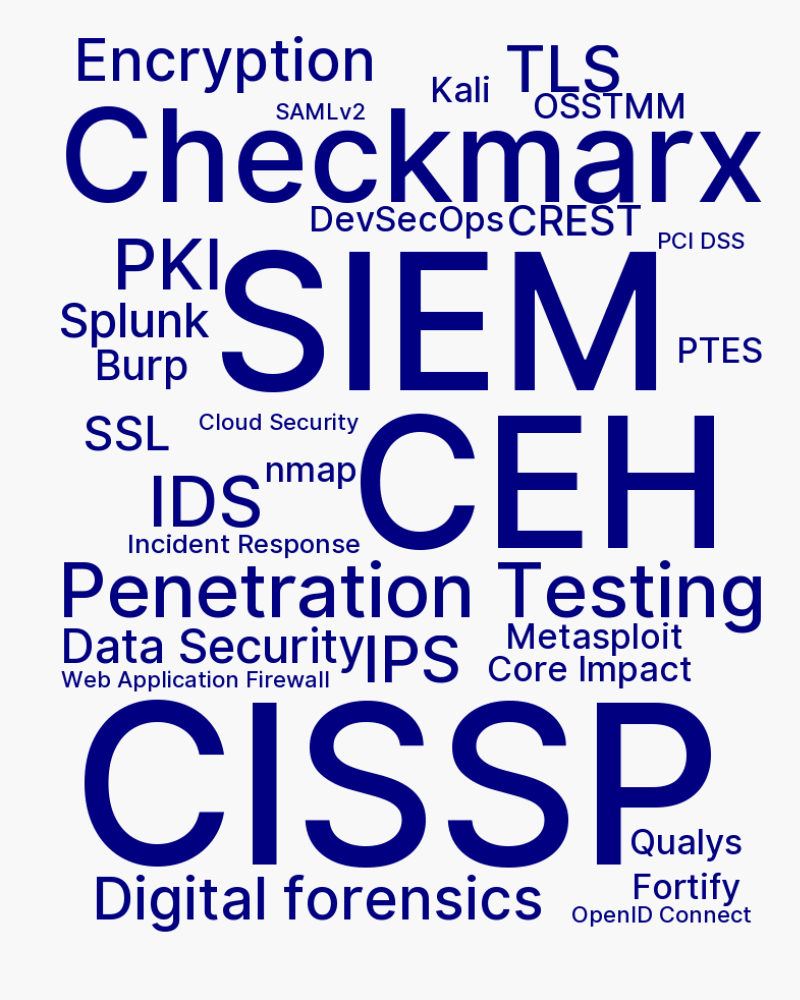 Encryption
TLS
Kali
OSSTMM
SAMLv2
Checkmarx
DevSecOps
CREST
PCI DSS
PKI
SIEM
Splunk
PTES
Burp
SSL
Cloud Security
CEH
nmap
IDS
Incident Response
Penetration Testing
Data Security
IPS
Metasploit
Core Impact
Web Application Firewall
CISSP
Qualys
Fortify
Digital forensics
OpenID Connect